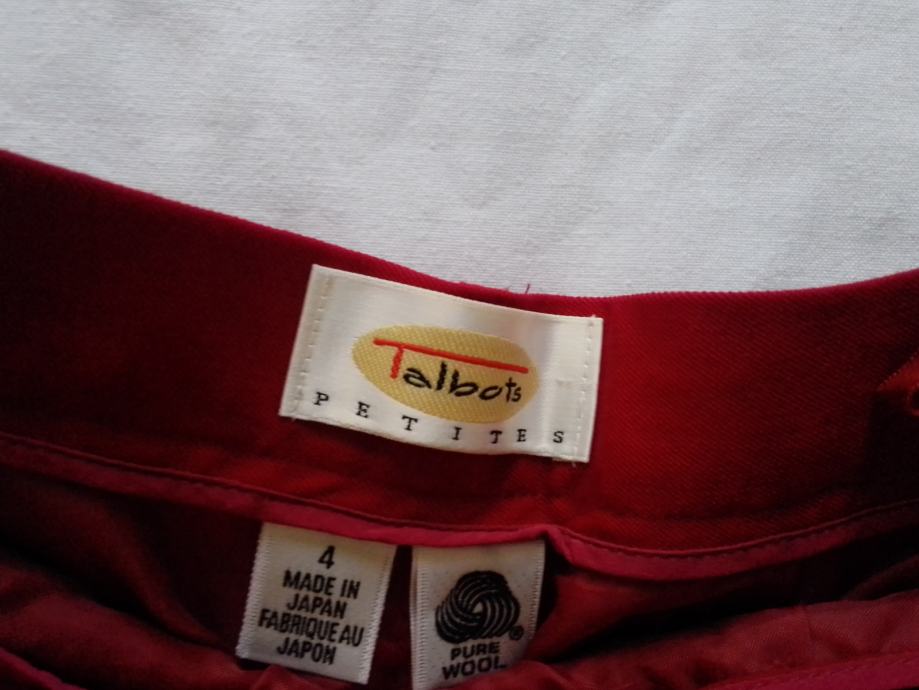 Talbots
PETITES
4
MADE IN
JAPAN
FABRIQUE AU
JAPON
®
PURE
WOOL